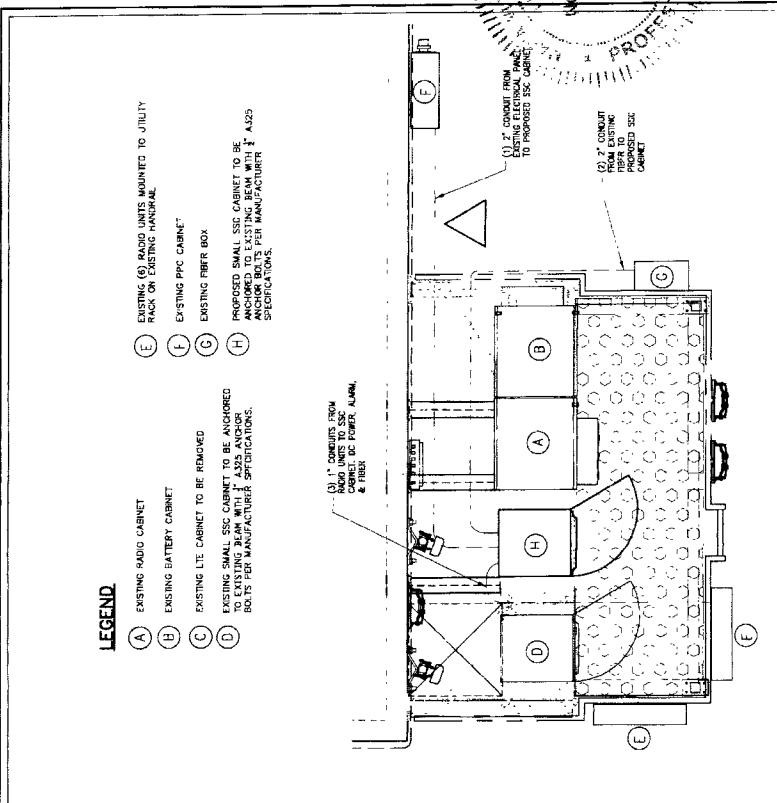 LEGEND
A EXISTING RADIO CABINET
B EXISTING BATTERY CABINET
C EXISTING LTE CABINET TO BE REMOVED
D EXISTING SMALL SSC CABINET TO BE ANCHORED
TO EXISTING BEAM WITH A325 ANCHOR
BOLTS PER MANUFACTURER SPECIFICATIONS.
E EXISTING (6) RADIO UNITS MOUNTED TO UTILITY
RACK ON EXISTING HANDRAIL
F EXISTING PPC CABINET
G EXISTING FIBER BOX
H PROPOSED SMALL SSC CABINET TO BE
ANCHORED TO EXISTING BEAM WITH A325
ANCHOR BOLTS PER MANUFACTURER
SPECIFICATIONS.
(3) 1" CONDUITS FROM
RADIO UNITS TO SSC
CABINET, DC POWER, ALARM,
& FIBER
(1) 2" CONDUIT FROM
EXISTING ELECTRICAL PANEL
TO PROPOSED SSC CABINET
(2) 2" CONDUIT
FROM EXISTING
FIBER TO
PROPOSED SSC
CABINET
F
G
B
A
H
D
E
E
PROFES